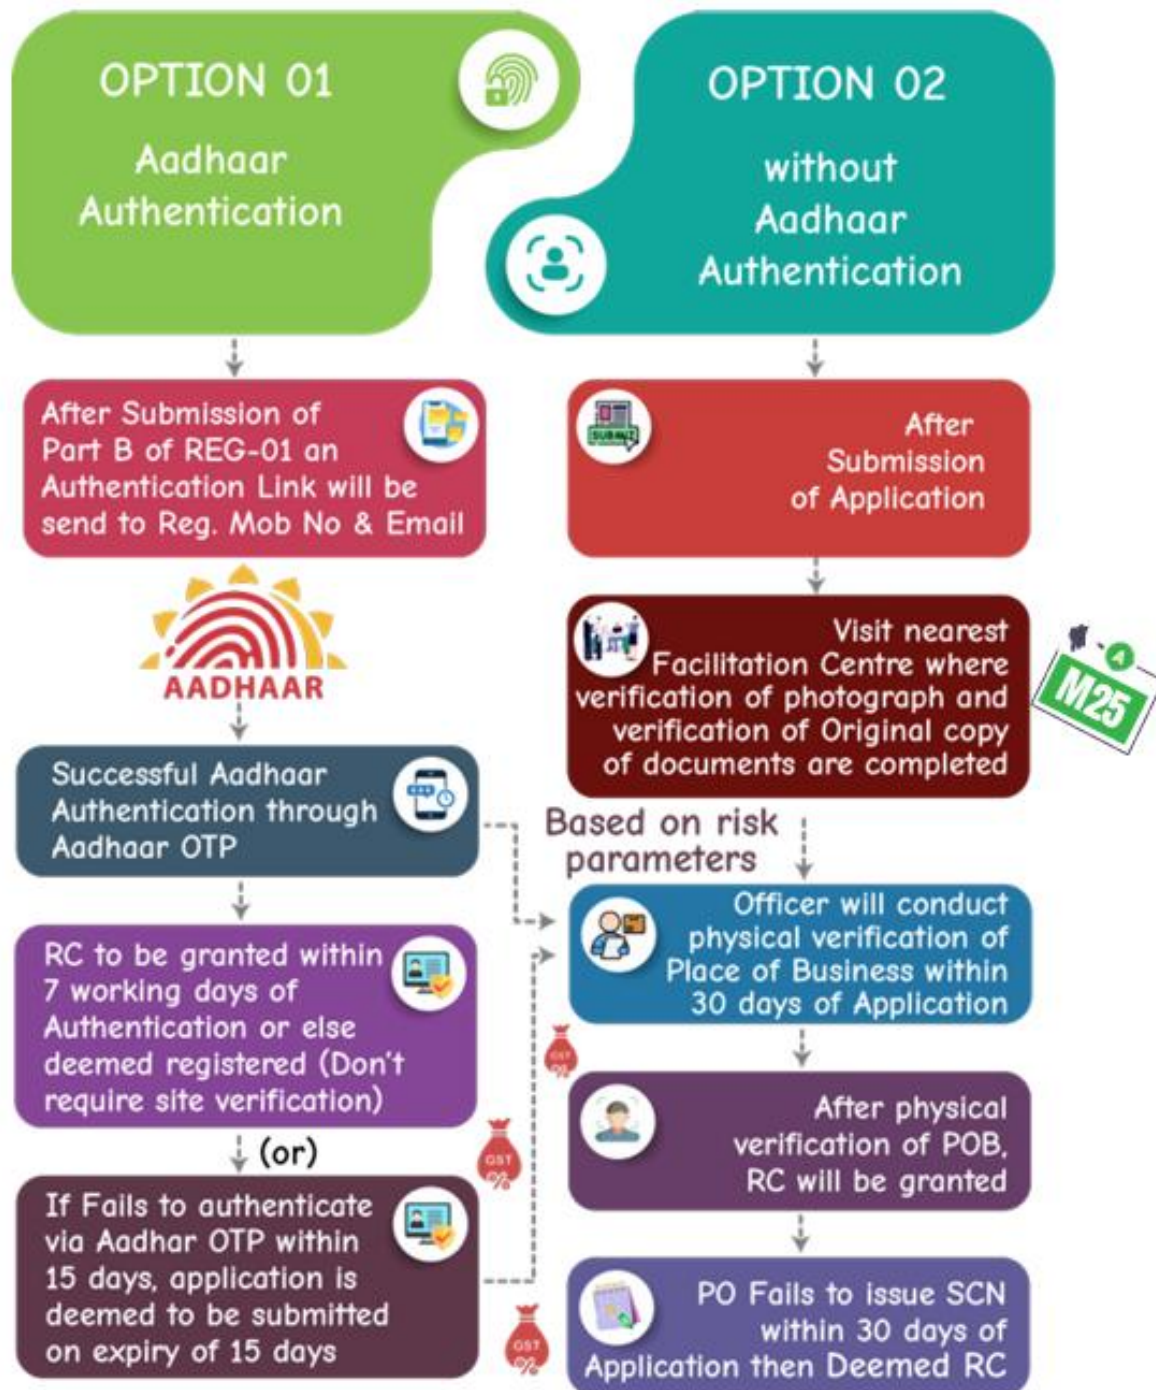 OPTION 01
Aadhaar
Authentication
After Submission of
Part B of REG-01 an
Authentication Link will be
send to Reg. Mob No & Email
AADHAAR
Successful Aadhaar
Authentication through
Aadhaar OTP
RC to be granted within
7 working days of
Authentication or else
deemed registered (Don't
require site verification)
(or)
If Fails to authenticate
via Aadhar OTP within
15 days, application is
deemed to be submitted
on expiry of 15 days
OPTION 02
without
Aadhaar
Authentication
SUBMIT
After
Submission
of Application
Visit nearest
Facilitation Centre where
verification of photograph and
verification of Original copy
of documents are completed
A
M25
Based on risk
parameters
Officer will conduct
physical verification of
Place of Business within
30 days of Application
After physical
verification of POB,
RC will be granted
PO Fails to issue SCN
within 30 days of
Application then Deemed RC
GST
%
GST
%
GST
%